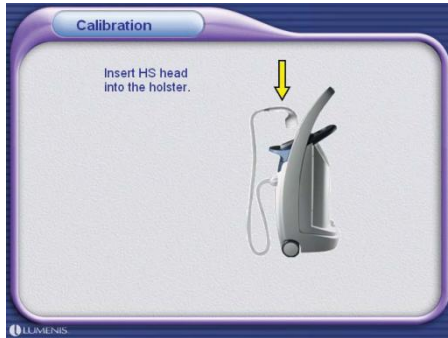 Calibration
Insert HS head
into the holster.
LUMENIS